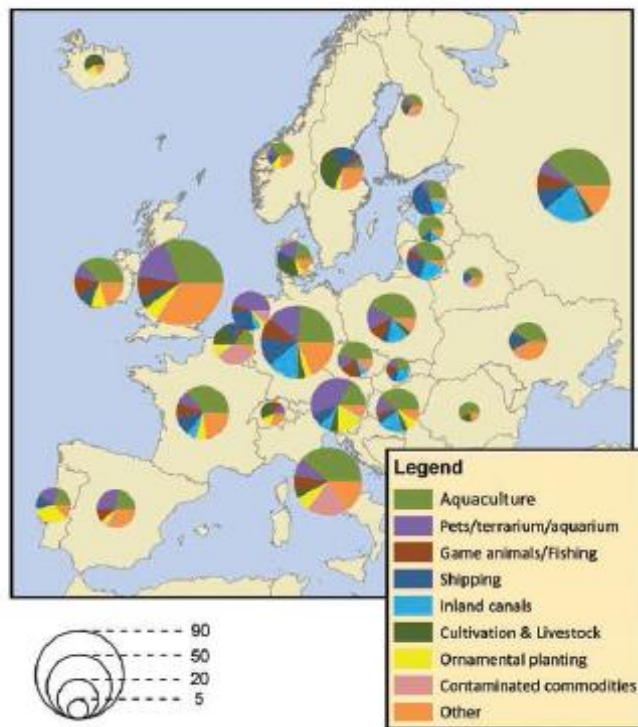 Legend
Aquaculture
Pets/terrarium/aquarium
Game animals/Fishing
Shipping
Inland canals
Cultivation & Livestock
Ornamental planting
Contaminated commodities
Other
90
50
20
5